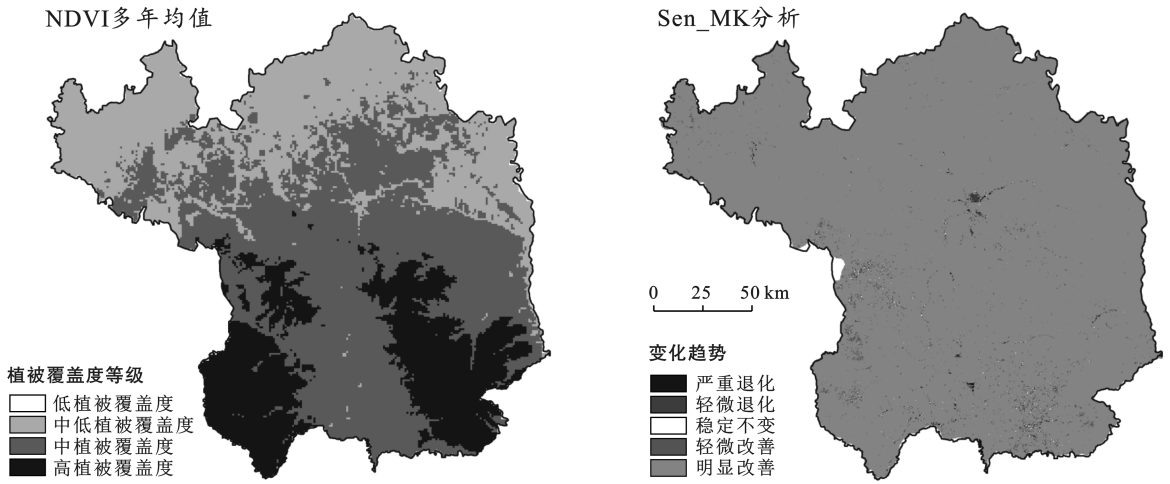 NDVI多年均值
植被覆盖度等级
低植被覆盖度
中低植被覆盖度
中植被覆盖度
高植被覆盖度
Sen_MK分析
0 25 50 km
变化趋势
严重退化
轻微退化
稳定不变
轻微改善
明显改善